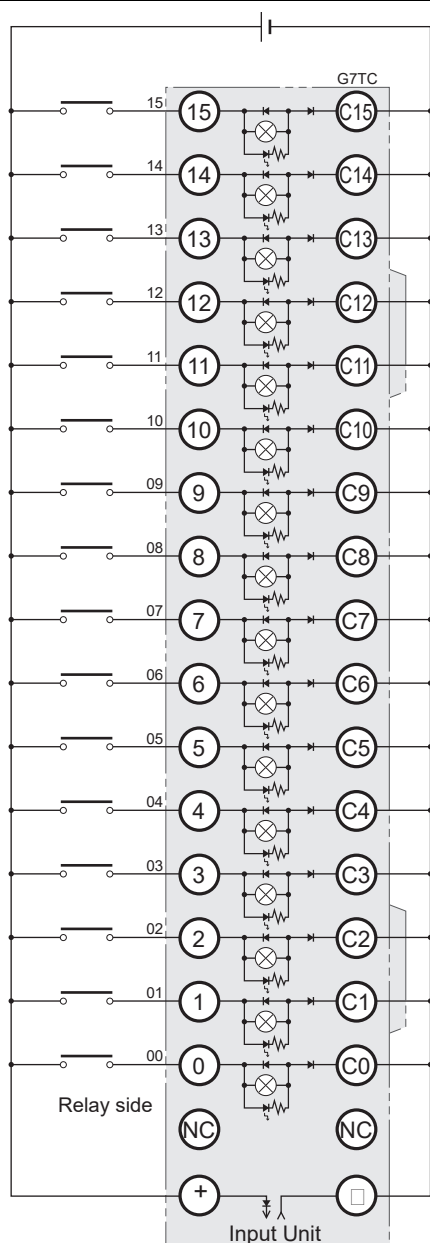 G7TC
15 15 C15
14 14 C14
13 13 C13
12 12 C12
11 11 C11
10 10 C10
09 9 C9
08 8 C8
07 7 C7
06 6 C6
05 5 C5
04 4 C4
03 3 C3
02 2 C2
01 1 C1
00 0 C0
Relay side
NC NC
+ □
Input Unit